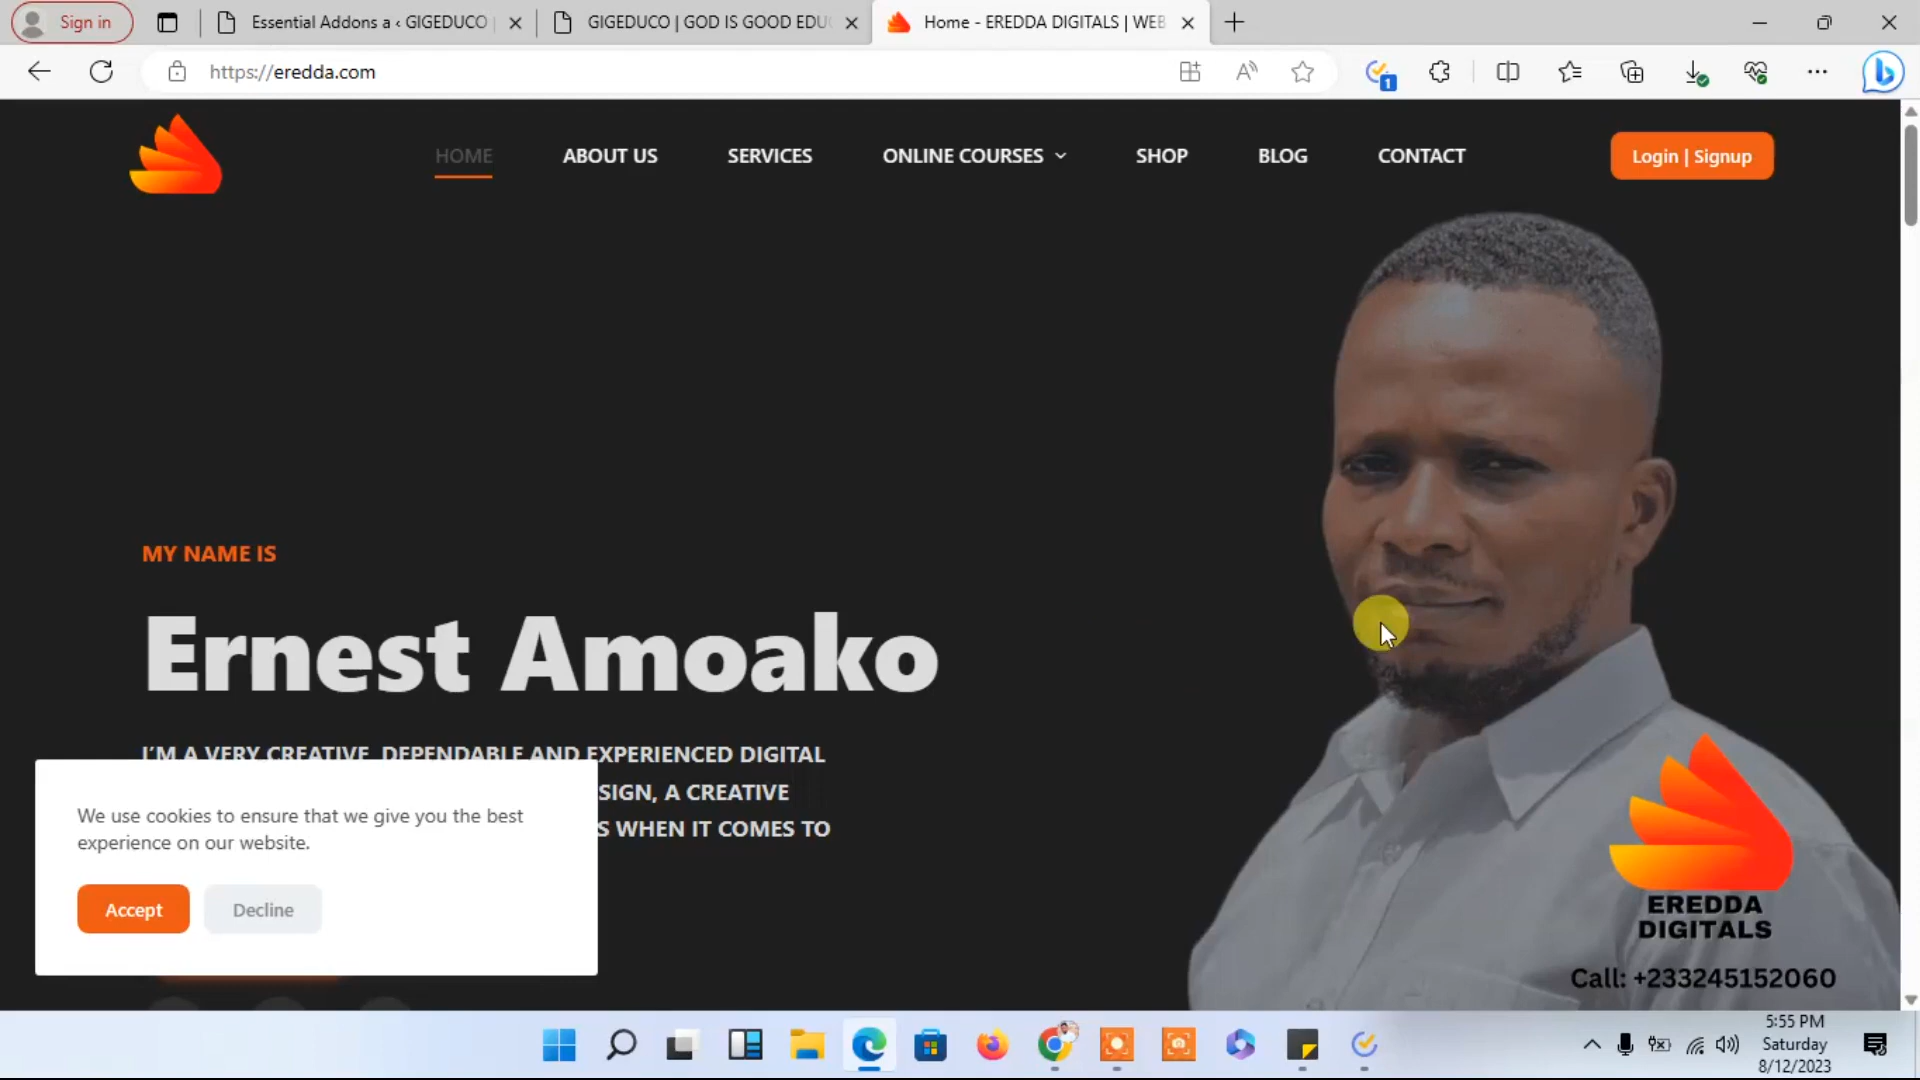 Sign in
Essential Addons a ‹ GIGEDUCO
GIGEDUCO | GOD IS GOOD EDU
Home - EREDDA DIGITALS | WEB
https://eredda.com
1
HOME
ABOUT US
SERVICES
ONLINE COURSES
SHOP
BLOG
CONTACT
Login | Signup
MY NAME IS
Ernest Amoako
I'M A VERY CREATIVE, DEPENDABLE AND EXPERIENCED DIGITAL
SIGN, A CREATIVE
S WHEN IT COMES TO
We use cookies to ensure that we give you the best
experience on our website.
Accept
Decline
EREDDA
DIGITALS
Call: +233245152060
5:55 PM
Saturday
8/12/2023